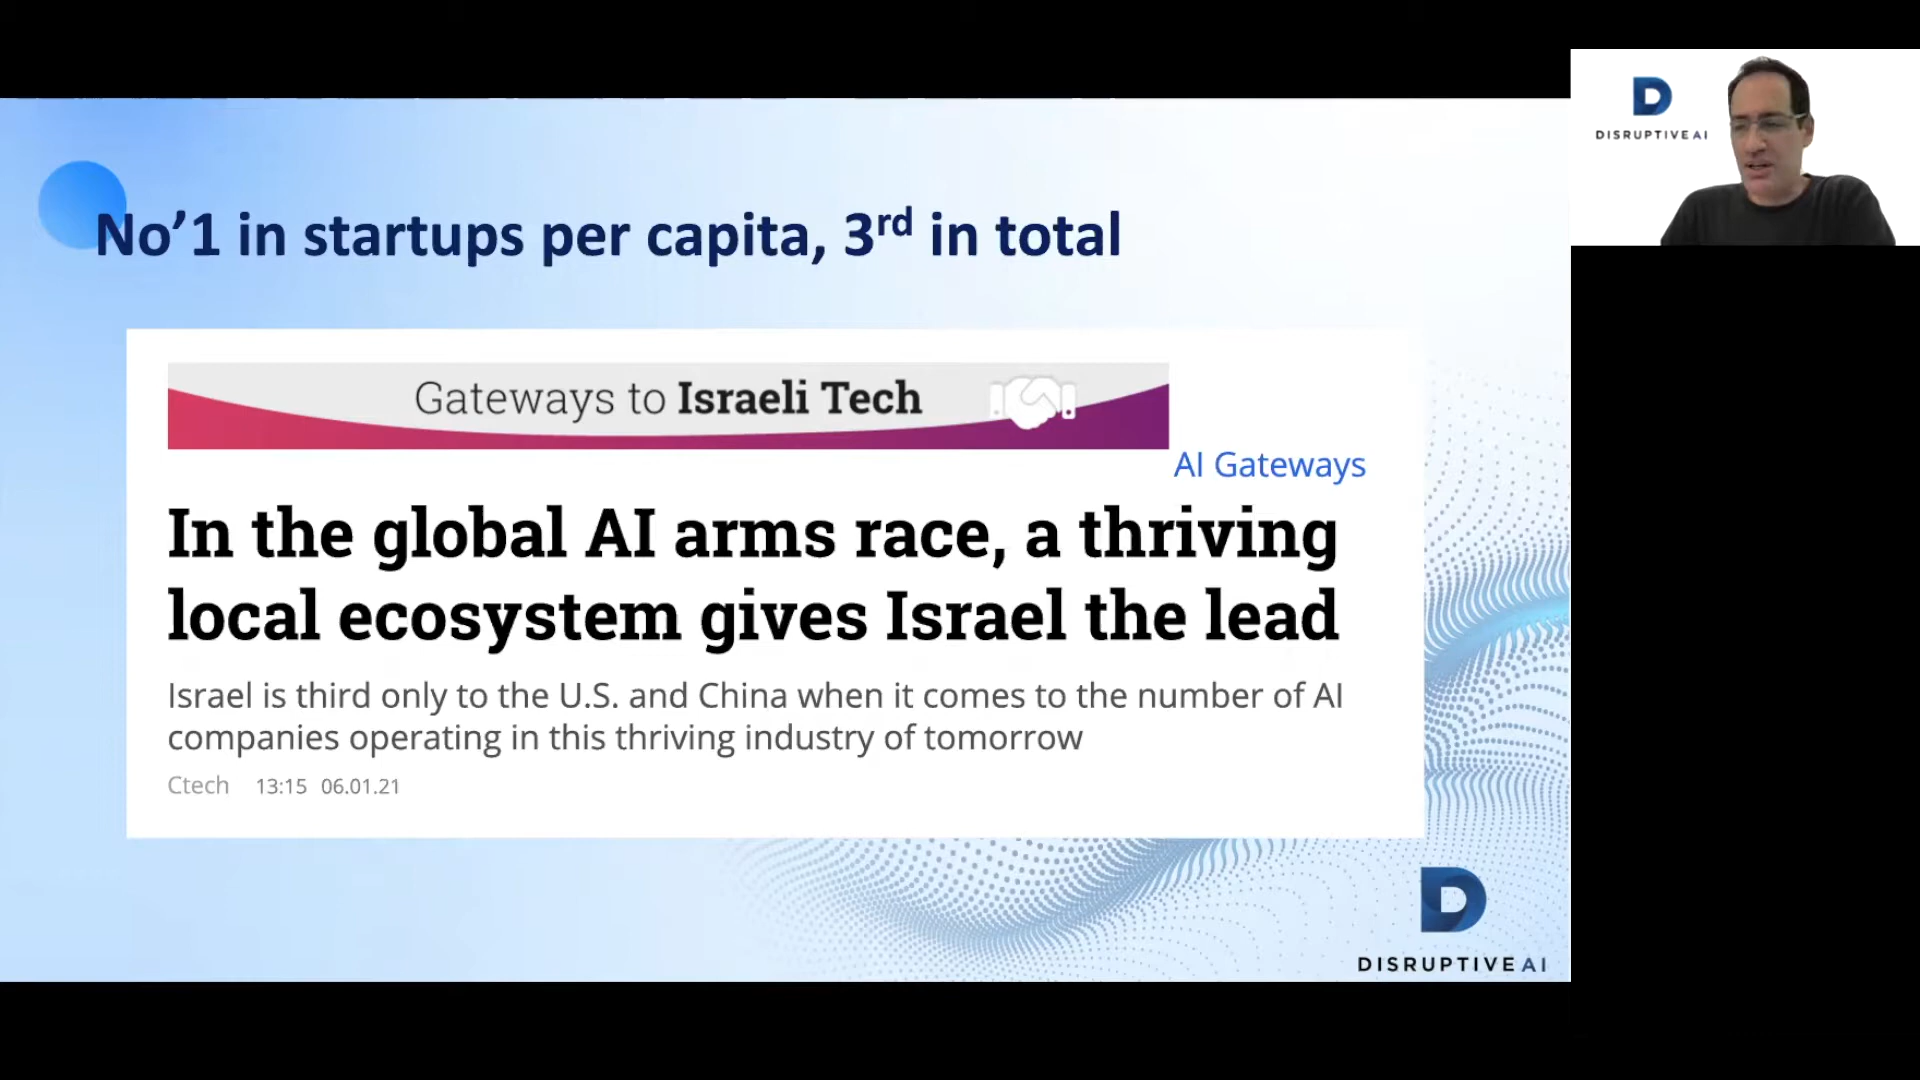 No’1 in startups per capita, 3rd in total
Gateways to Israeli Tech
AI Gateways
In the global AI arms race, a thriving
local ecosystem gives Israel the lead
Israel is third only to the U.S. and China when it comes to the number of AI
companies operating in this thriving industry of tomorrow
Ctech 13:15 06.01.21
D
DISRUPTIVE AI
D
DISRUPTIVE AI